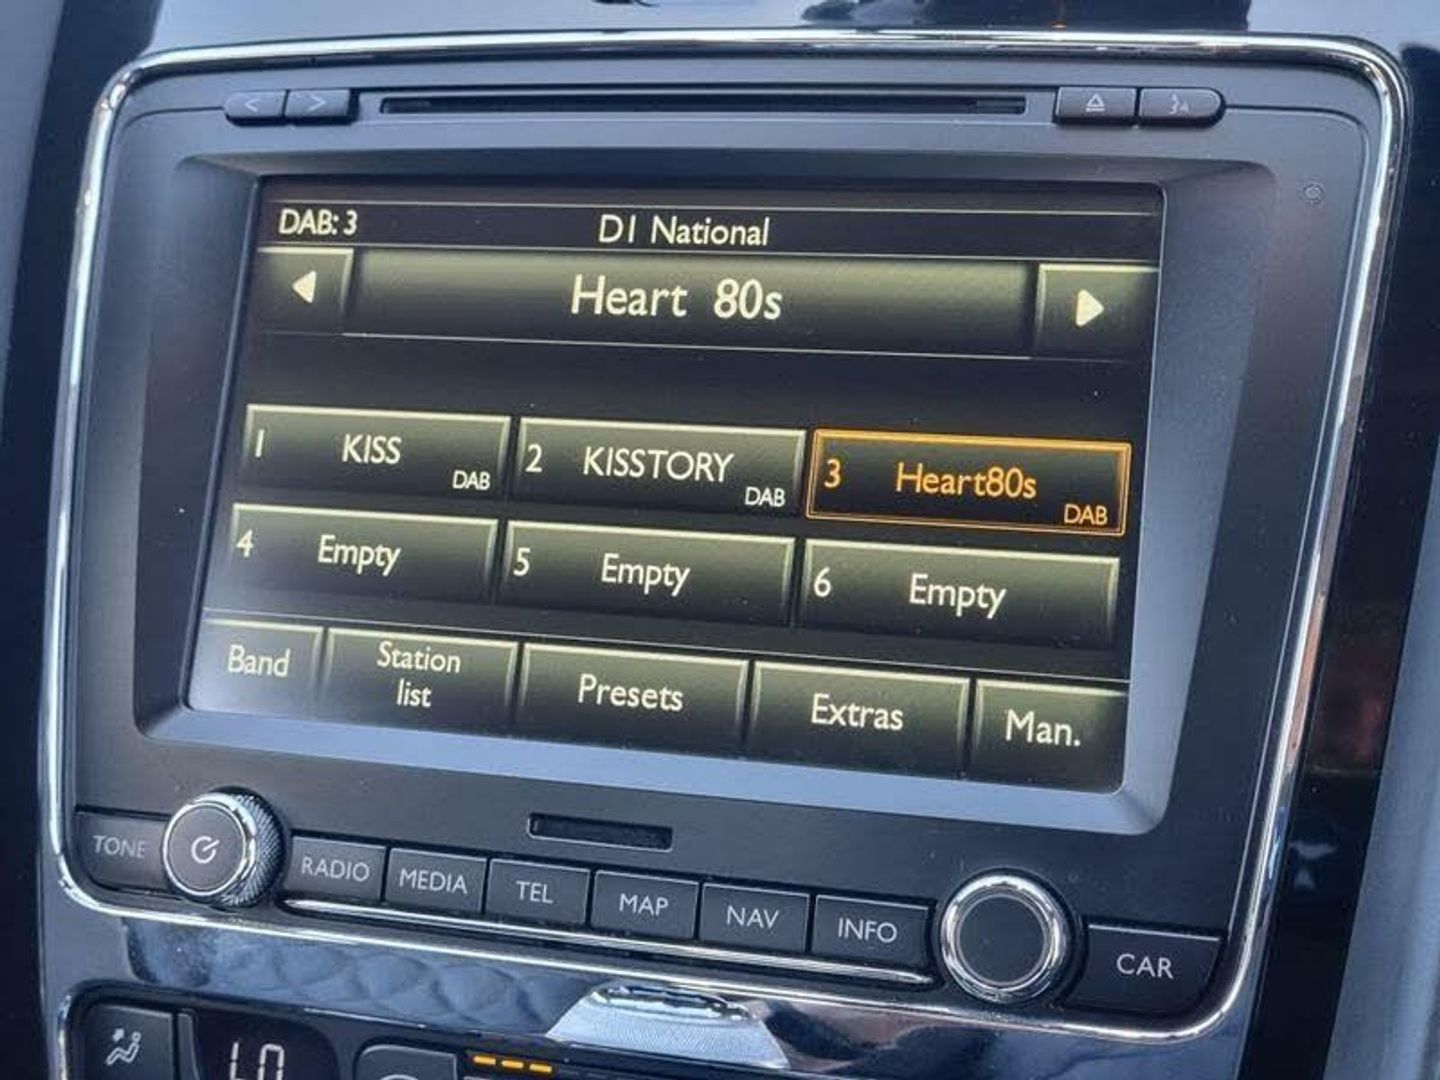 DAB: 3 D1 National
Heart 80s
1 KISS DAB
2 KISSTORY DAB
3 Heart80s DAB
4 Empty
5 Empty
6 Empty
Band
Station
list
Presets
Extras
Man.
TONE
RADIO
MEDIA
TEL
MAP
NAV
INFO
CAR
LO